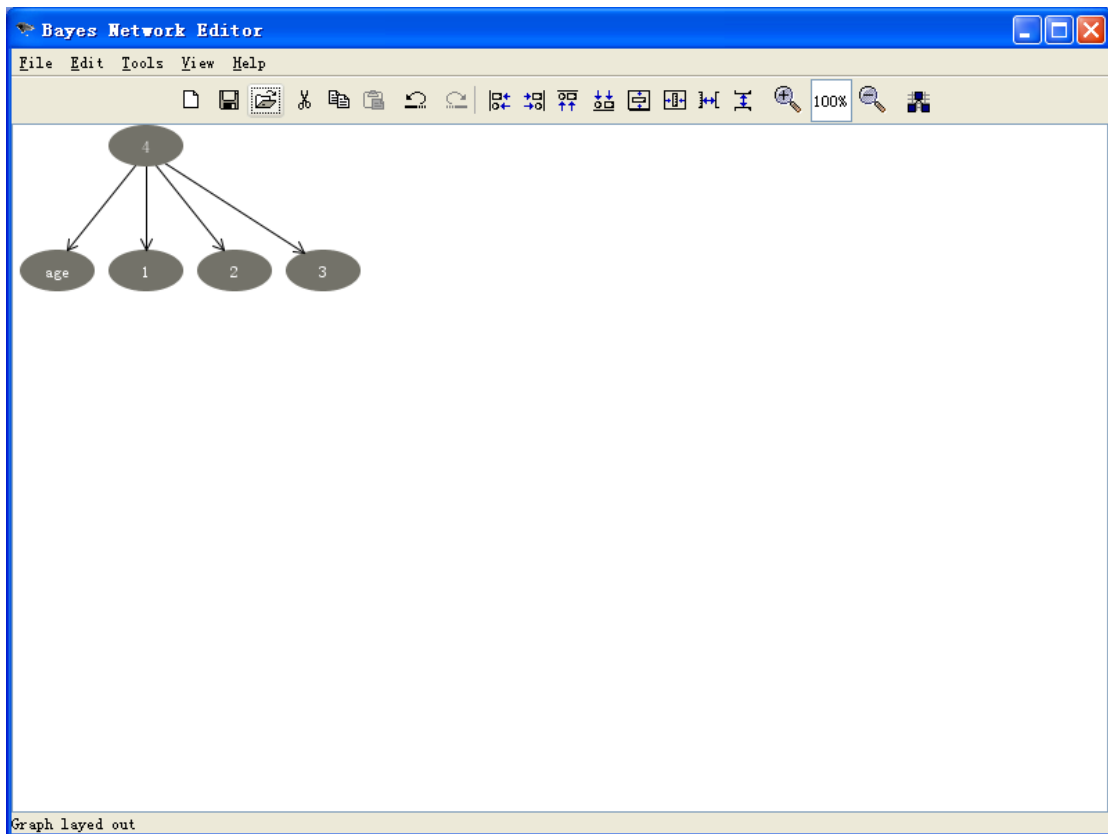 Bayes Network Editor
File Edit Tools View Help
100%
4
age 1 2 3
Graph layed out